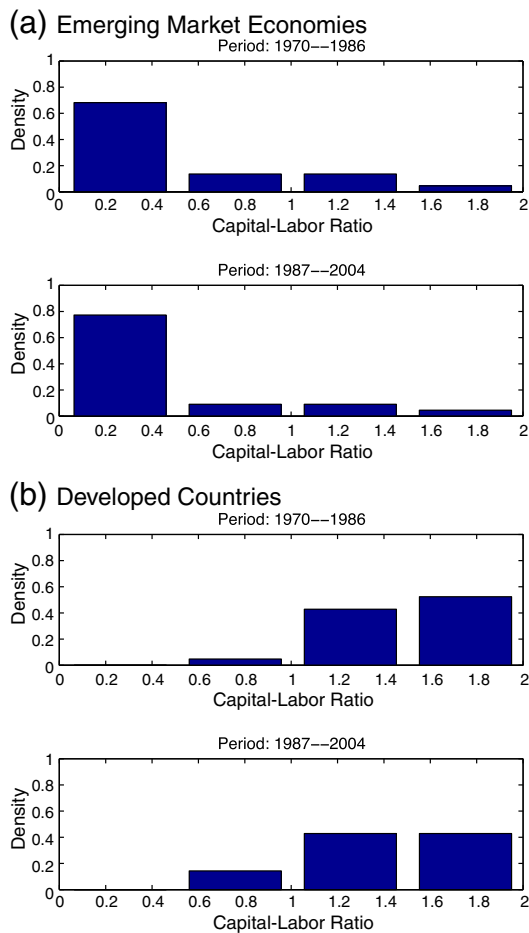 (a) Emerging Market Economies
Period: 1970--1986
1
0.8
0.6
0.4
0.2
0
Density
0 0.2 0.4 0.6 0.8 1 1.2 1.4 1.6 1.8 2
Capital-Labor Ratio
Period: 1987--2004
1
0.8
0.6
0.4
0.2
0
Density
0 0.2 0.4 0.6 0.8 1 1.2 1.4 1.6 1.8 2
Capital-Labor Ratio
(b) Developed Countries
Period: 1970--1986
1
0.8
0.6
0.4
0.2
0
Density
0 0.2 0.4 0.6 0.8 1 1.2 1.4 1.6 1.8 2
Capital-Labor Ratio
Period: 1987--2004
1
0.8
0.6
0.4
0.2
0
Density
0 0.2 0.4 0.6 0.8 1 1.2 1.4 1.6 1.8 2
Capital-Labor Ratio